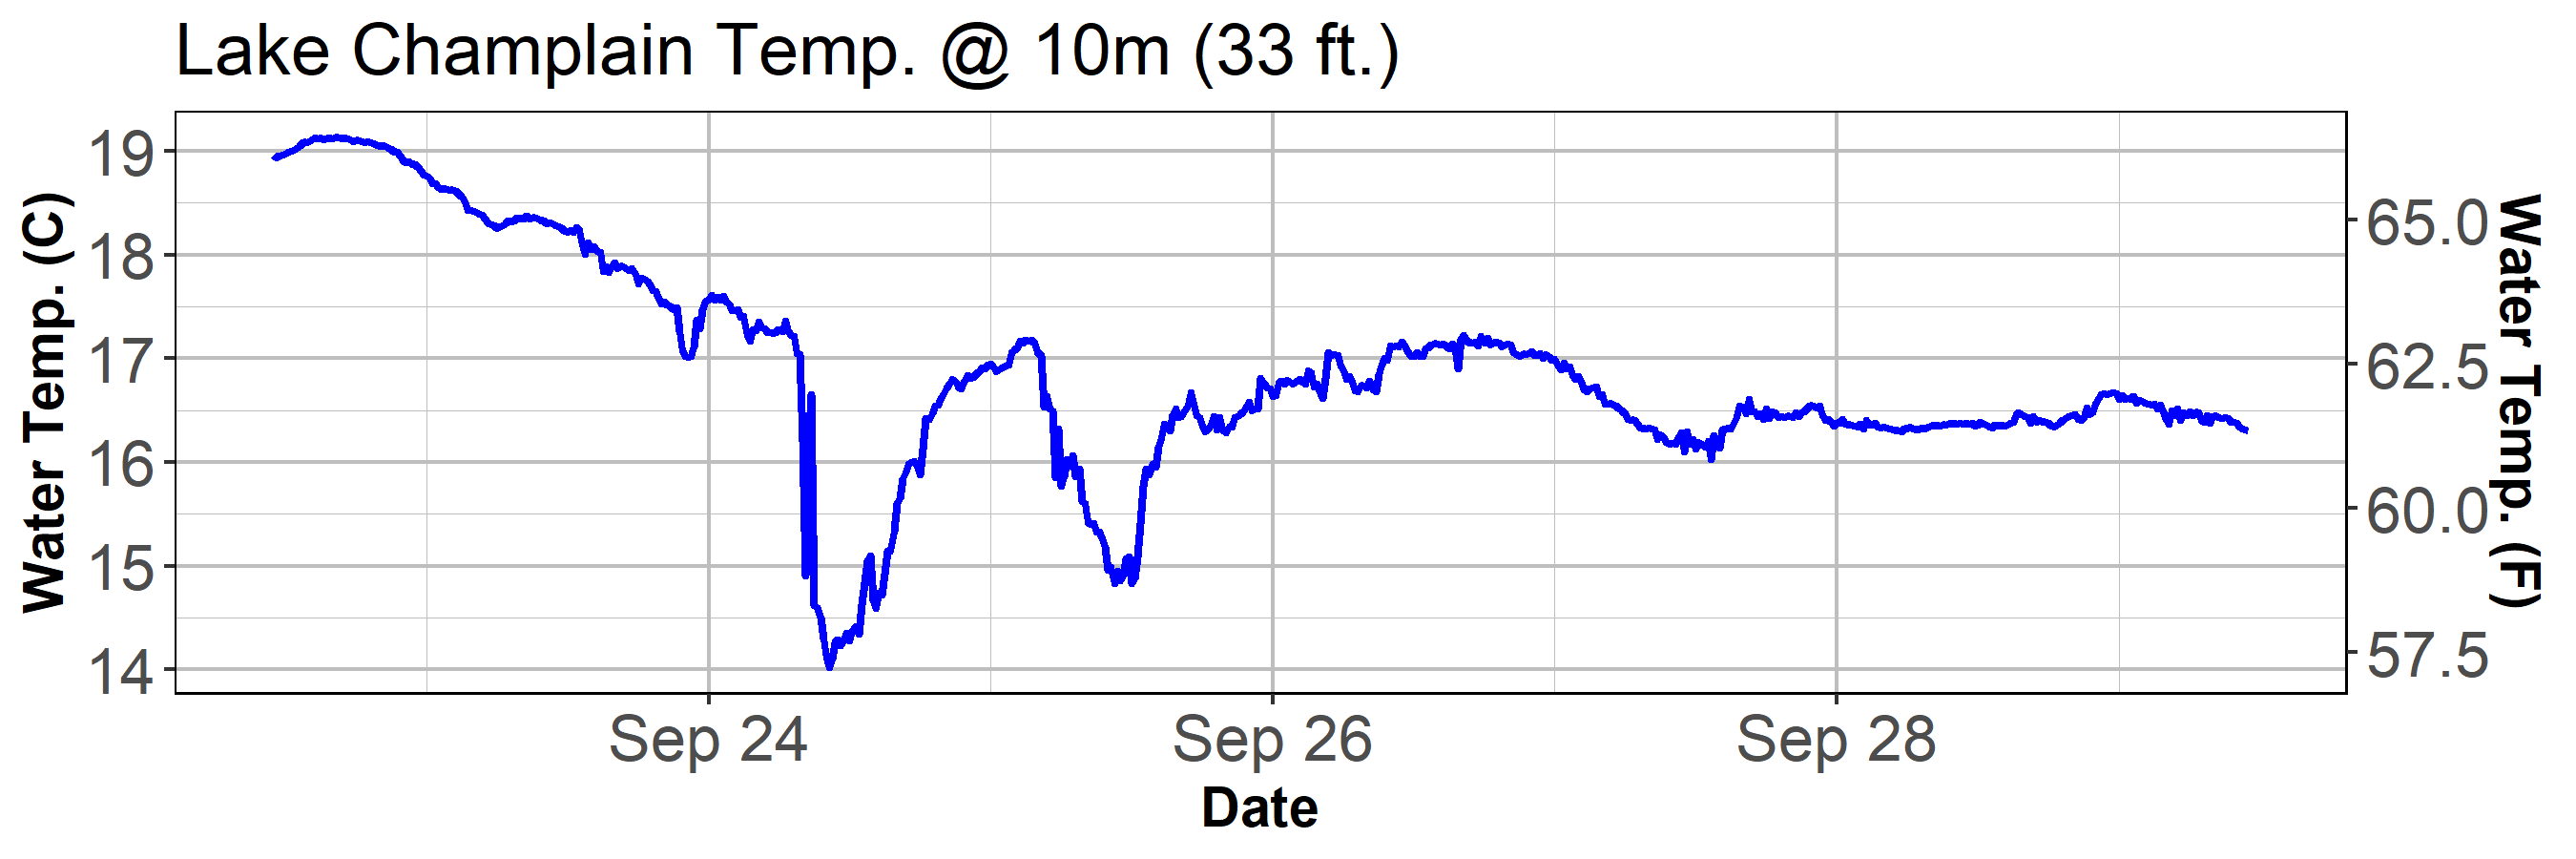 Lake Champlain Temp. @ 10m (33 ft.)
Water Temp. (C)
19
18
17
16
15
14
65.0
62.5
60.0
57.5
Water Temp. (F)
Sep 24
Sep 26
Sep 28
Date